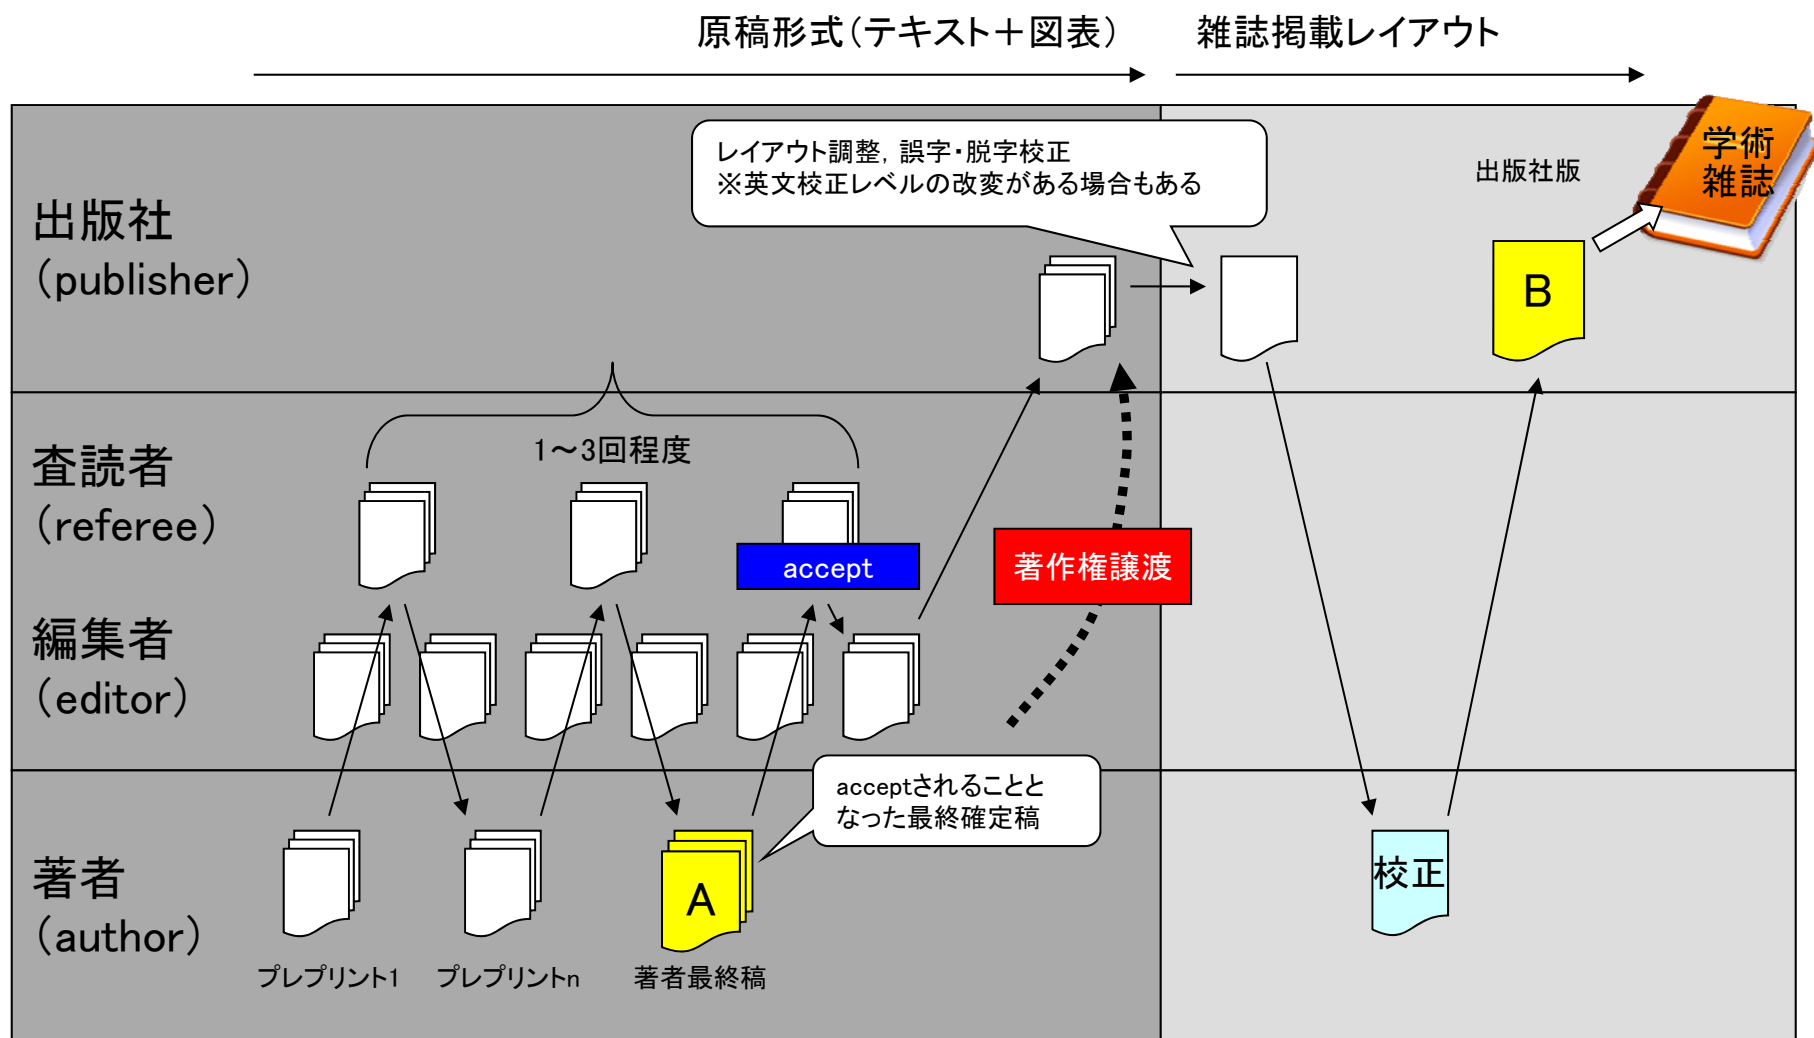 原稿形式(テキスト＋図表)
雑誌掲載レイアウト
レイアウト調整, 誤字・脱字校正
※英文校正レベルの改変がある場合もある
出版社版
学術
雑誌
出版社
(publisher)
B
1～3回程度
査読者
(referee)
accept
著作権譲渡
編集者
(editor)
acceptされることと
なった最終確定稿
著者
(author)
A
校正
プレプリント1
プレプリントn
著者最終稿